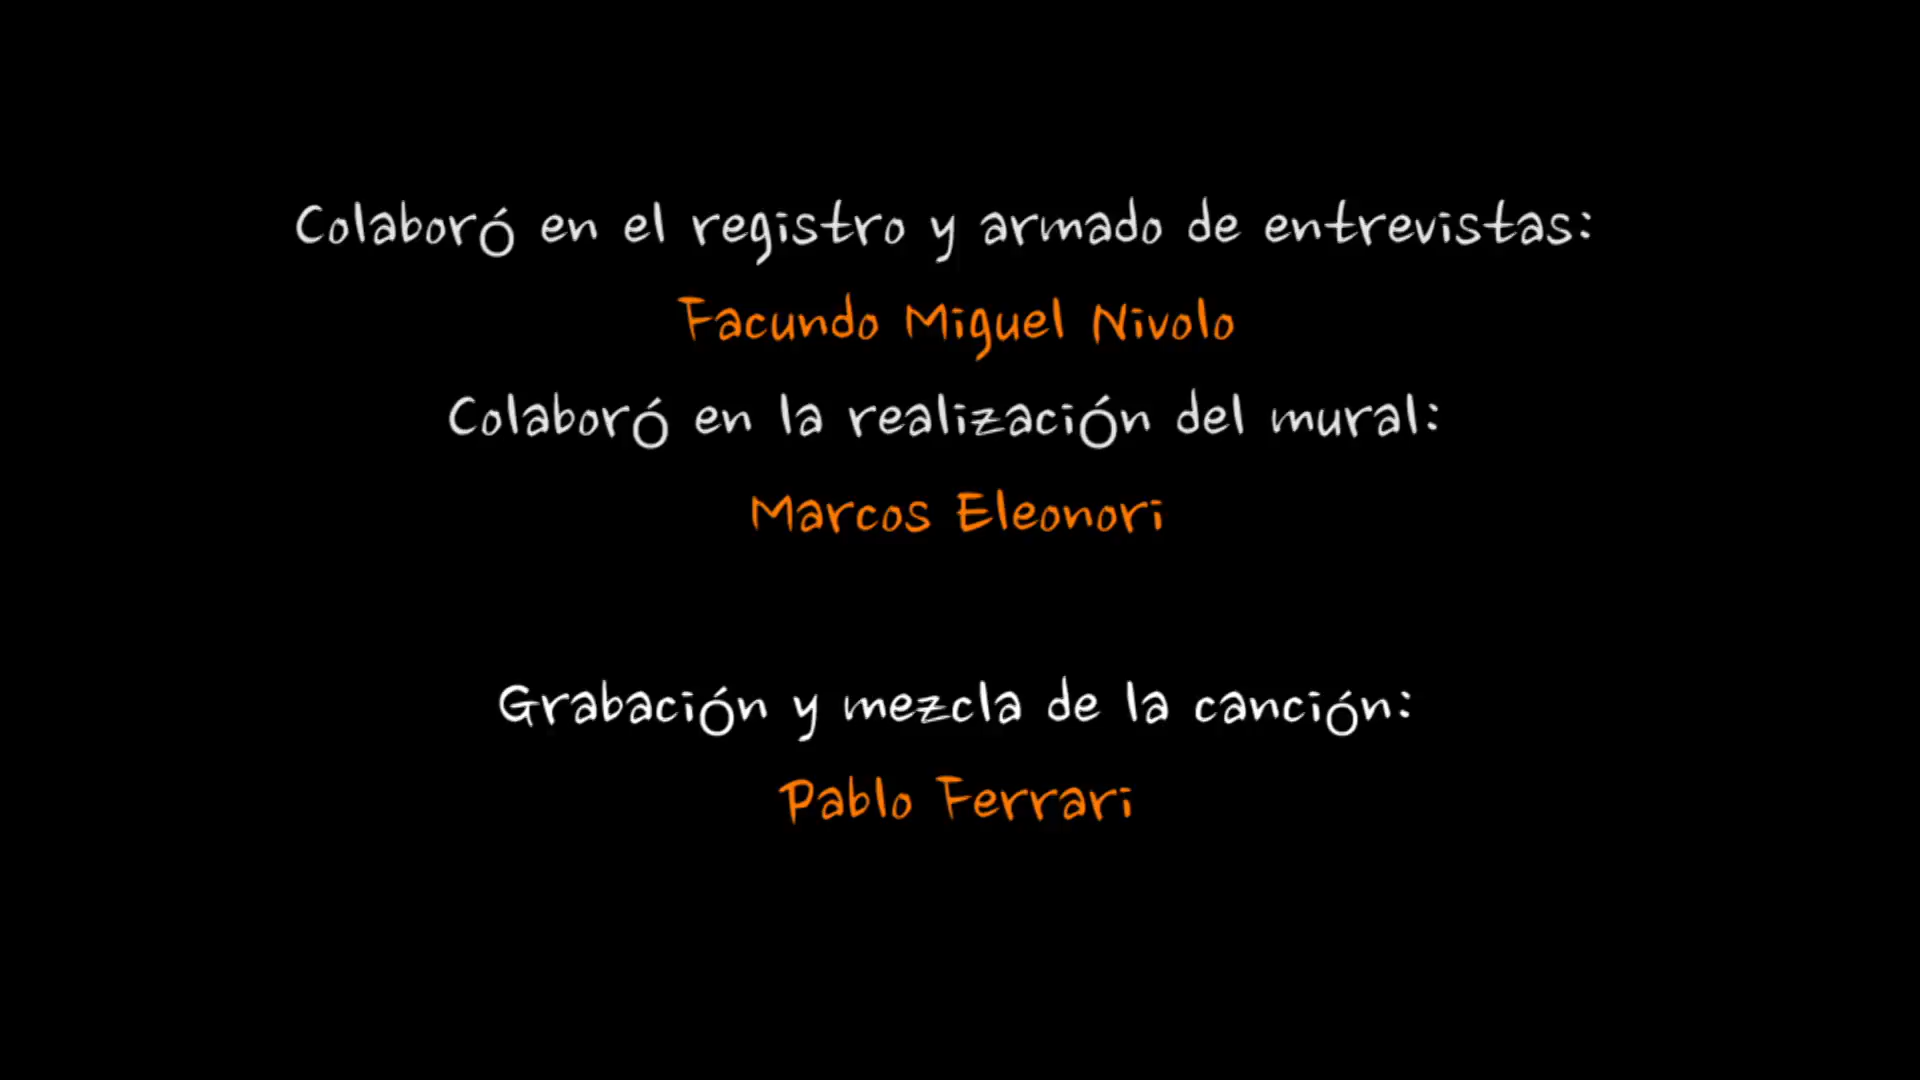 Colaboró en el registro y armado de entrevistas:
Facundo Miguel Nivolo
Colaboró en la realización del mural:
Marcos Eleonori
Grabación y mezcla de la canción:
Pablo Ferrari